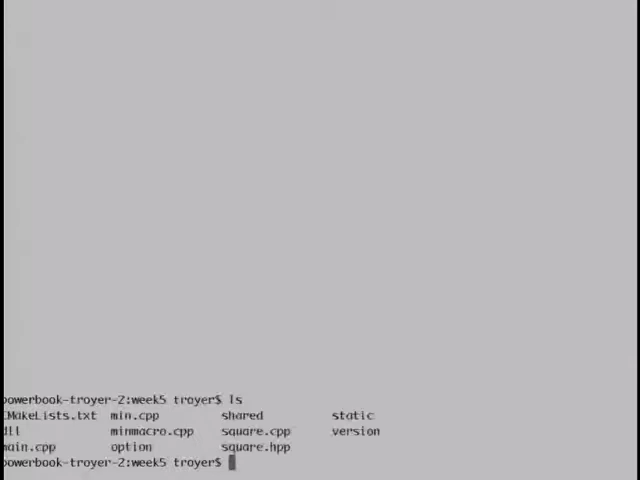 powerbook-troyer-2:week5 troyer$ ls
CMakeLists.txt min.cpp shared static
dll minmacro.cpp square.cpp version
main.cpp option square.hpp
powerbook-troyer-2:week5 troyer$